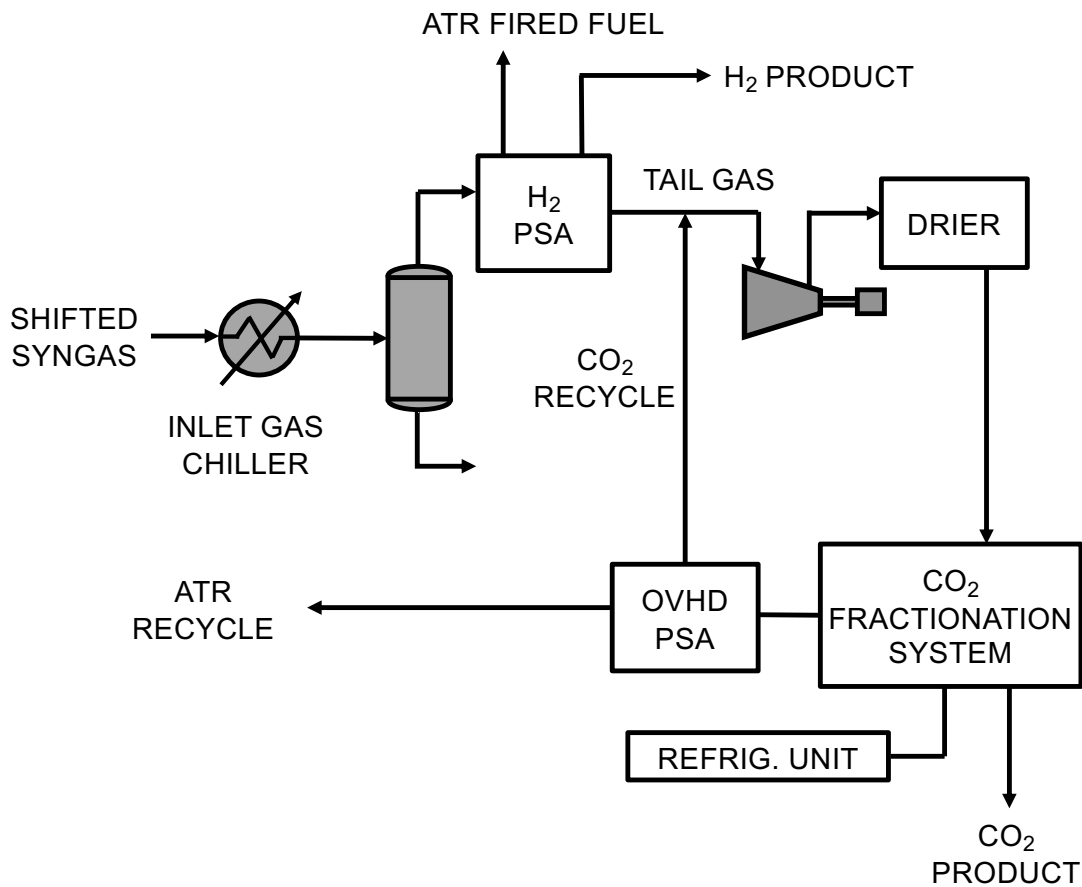 ATR FIRED FUEL
H₂ PRODUCT
H₂
PSA
TAIL GAS
DRIER
SHIFTED
SYNGAS
INLET GAS
CHILLER
CO₂
RECYCLE
ATR
RECYCLE
OVHD
PSA
CO₂
FRACTIONATION
SYSTEM
REFRIG. UNIT
CO₂
PRODUCT